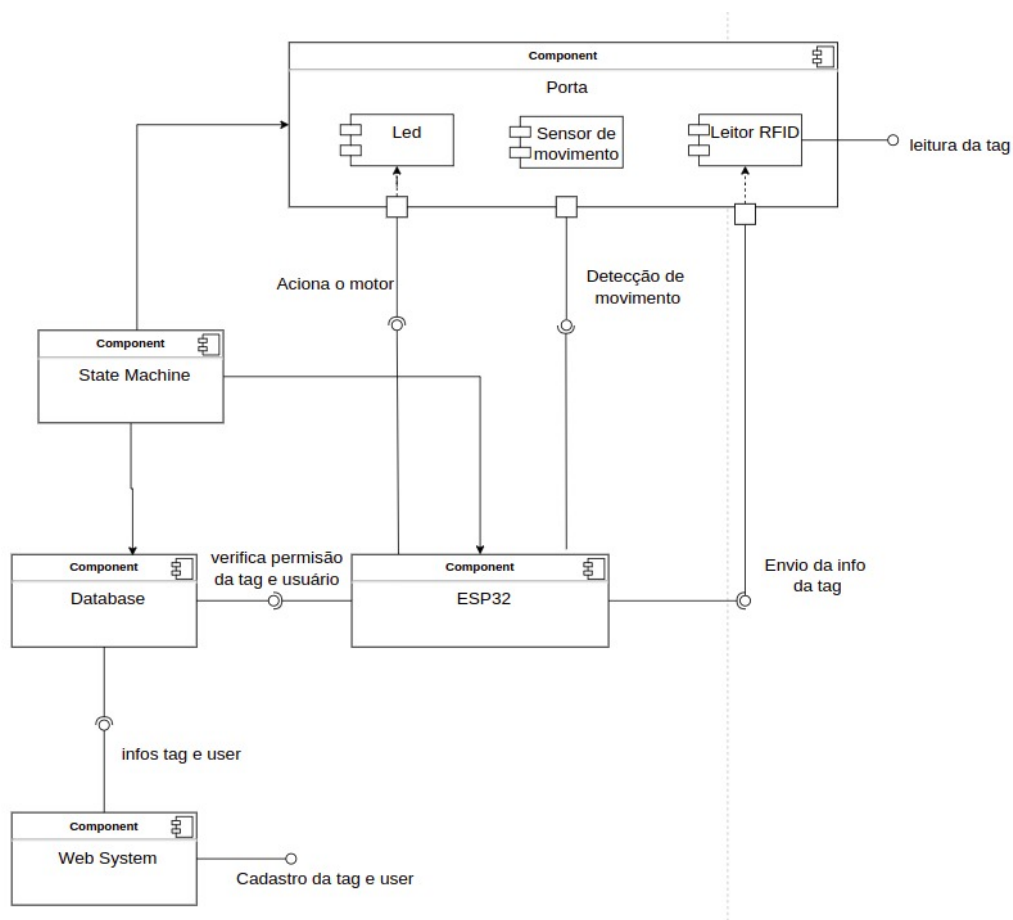 Component
Porta
Led
Sensor de
movimento
Leitor RFID
leitura da tag
Aciona o motor
Detecção de
movimento
Component
State Machine
Component
Database
verifica permisão
da tag e usuário
Component
ESP32
Envio da info
da tag
infos tag e user
Component
Web System
Cadastro da tag e user